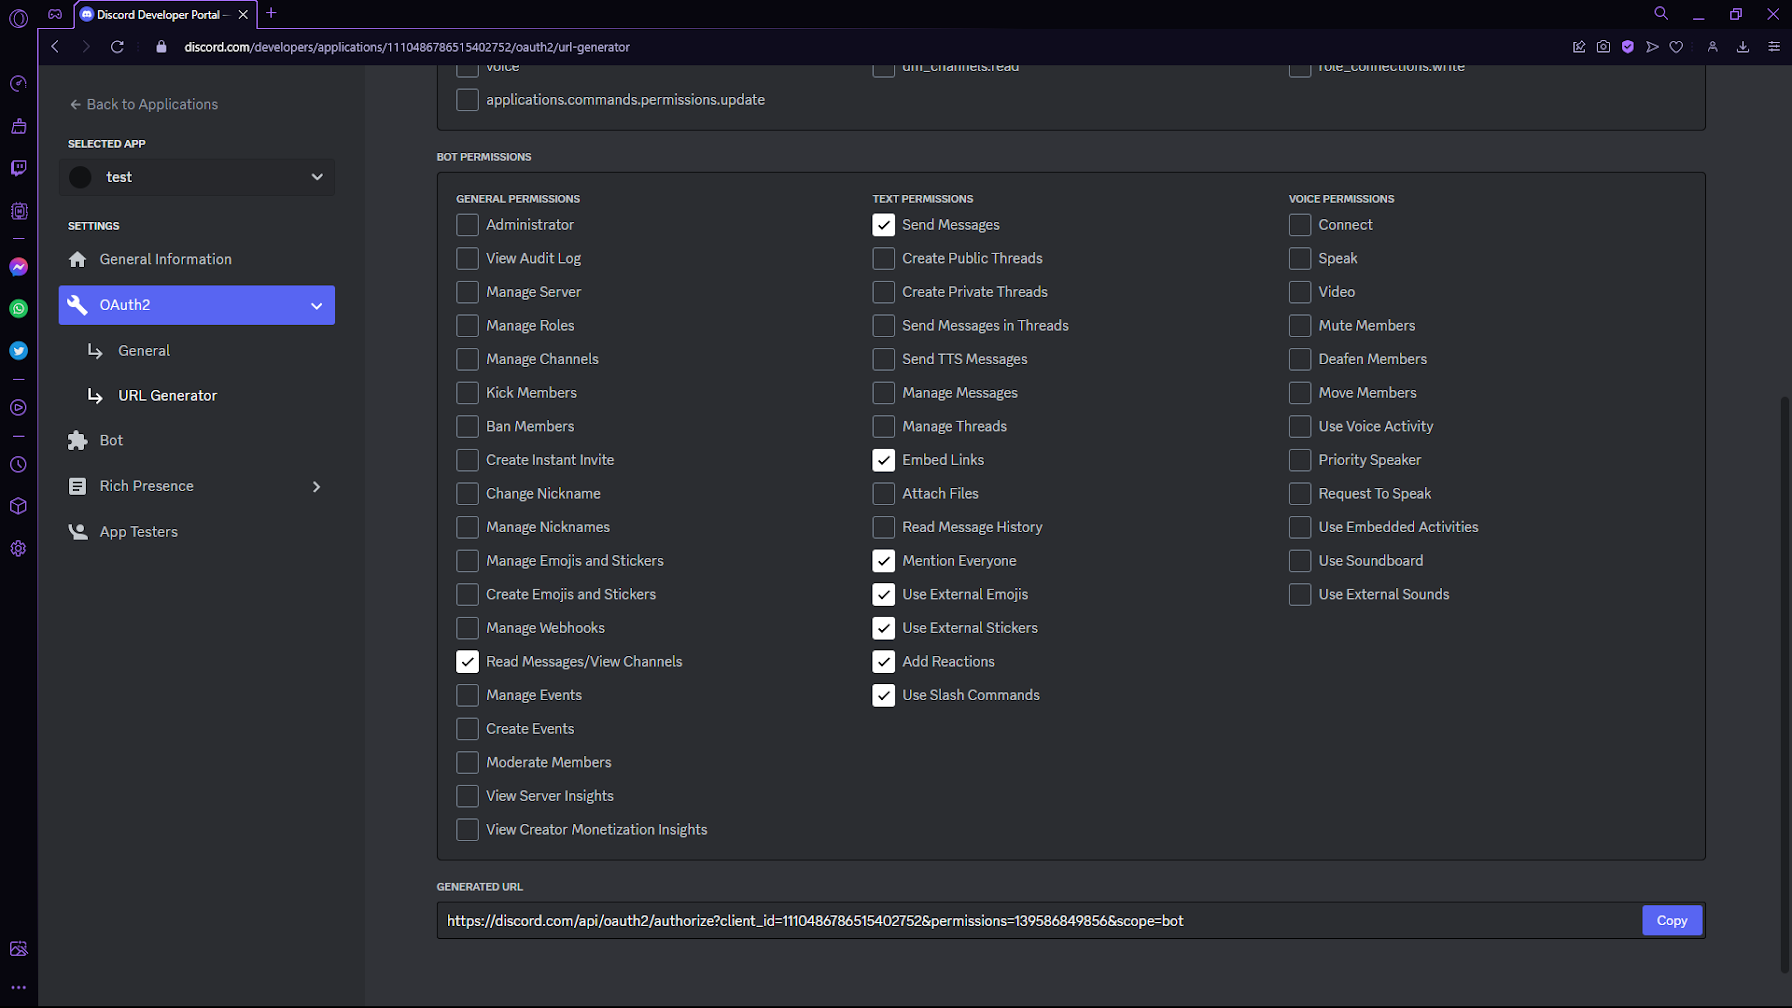 Discord Developer Portal –
discord.com/developers/applications/1110486786515402752/oauth2/url-generator
Back to Applications
SELECTED APP
test
SETTINGS
General Information
OAuth2
General
URL Generator
Bot
Rich Presence
App Testers
voice
dm_channels.read
role_connections.write
applications.commands.permissions.update
BOT PERMISSIONS
GENERAL PERMISSIONS
Administrator
View Audit Log
Manage Server
Manage Roles
Manage Channels
Kick Members
Ban Members
Create Instant Invite
Change Nickname
Manage Nicknames
Manage Emojis and Stickers
Create Emojis and Stickers
Manage Webhooks
Read Messages/View Channels
Manage Events
Create Events
Moderate Members
View Server Insights
View Creator Monetization Insights
TEXT PERMISSIONS
Send Messages
Create Public Threads
Create Private Threads
Send Messages in Threads
Send TTS Messages
Manage Messages
Manage Threads
Embed Links
Attach Files
Read Message History
Mention Everyone
Use External Emojis
Use External Stickers
Add Reactions
Use Slash Commands
VOICE PERMISSIONS
Connect
Speak
Video
Mute Members
Deafen Members
Move Members
Use Voice Activity
Priority Speaker
Request To Speak
Use Embedded Activities
Use Soundboard
Use External Sounds
GENERATED URL
https://discord.com/api/oauth2/authorize?client_id=1110486786515402752&permissions=139586849856&scope=bot
Copy